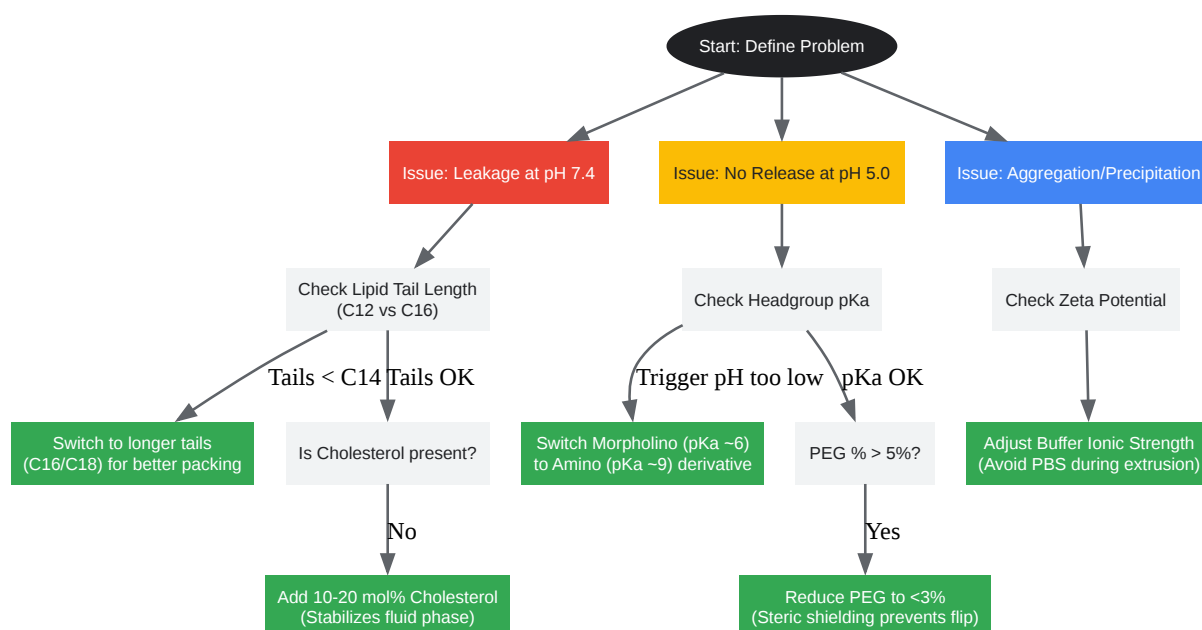 Start: Define Problem
Issue: Leakage at pH 7.4
Issue: No Release at pH 5.0
Issue: Aggregation/Precipitation
Check Lipid Tail Length
(C12 vs C16)
Check Headgroup pKa
Check Zeta Potential
Tails < C14
Tails OK
Trigger pH too low
pKa OK
Switch to longer tails
(C16/C18) for better packing
Is Cholesterol present?
Switch Morpholino (pKa ~6)
to Amino (pKa ~9) derivative
PEG % > 5%?
Adjust Buffer Ionic Strength
(Avoid PBS during extrusion)
No
Yes
Add 10-20 mol% Cholesterol
(Stabilizes fluid phase)
Reduce PEG to <3%
(Steric shielding prevents flip)